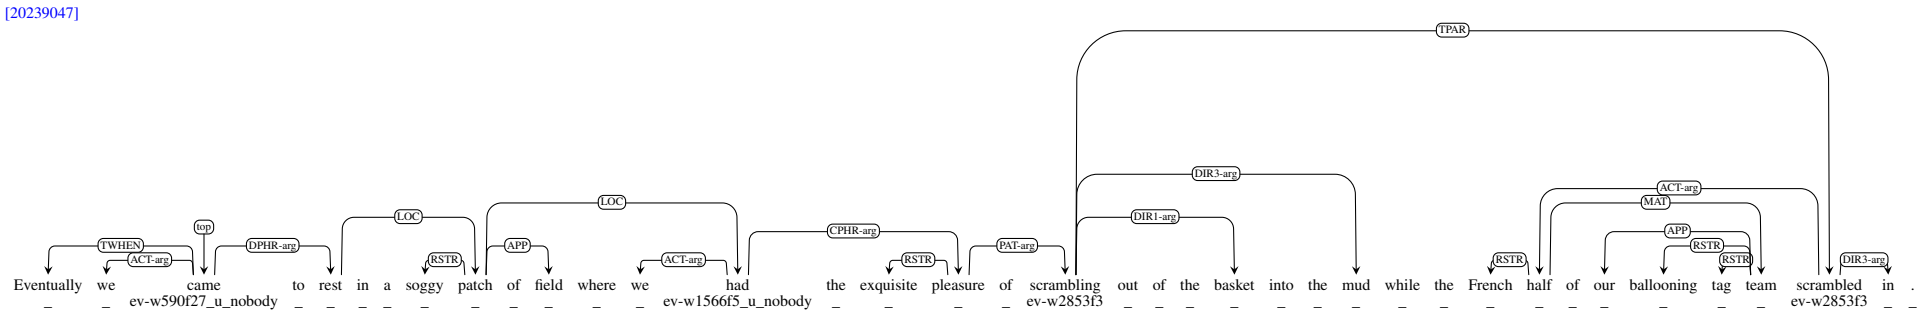 [20239047]
TPAR
DIR3-arg
ACT-arg
LOC MAT
top LOC DIR1-arg
CPHR-arg APP
TWHEN DPHR-arg APP PAT-arg RSTR
ACT-arg RSTR ACT-arg RSTR RSTR RSTR DIR3-arg
Eventually we came to rest in a soggy patch of field where we had the exquisite pleasure of scrambling out of the basket into the mud while the French half of our ballooning tag team scrambled in .
_ _ ev-w590f27_u_nobody _ _ _ _ _ _ _ _ _ _ ev-w1566f5_u_nobody _ _ _ _ ev-w2853f3 _ _ _ _ _ _ _ _ _ _ _ _ _ _ _ _ ev-w2853f3 _ _